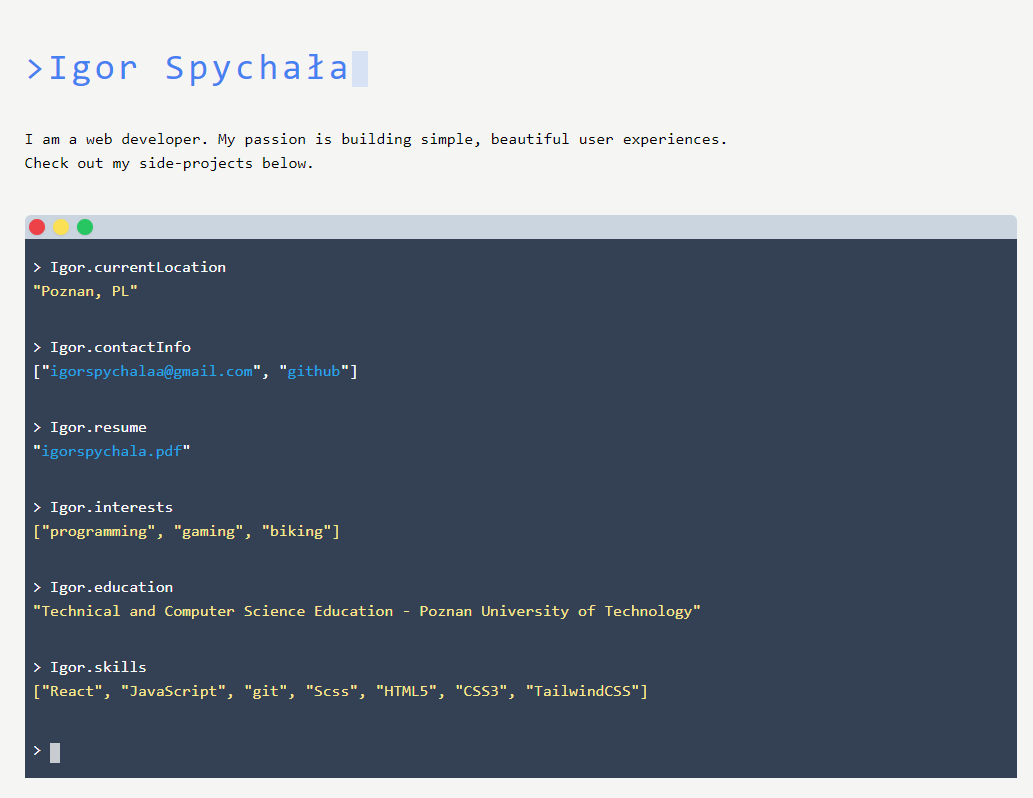 >Igor Spychała
I am a web developer. My passion is building simple, beautiful user experiences.
Check out my side-projects below.
> Igor.currentLocation
"Poznan, PL"
> Igor.contactInfo
["igorspychalaa@gmail.com", "github"]
> Igor.resume
"igorspychala.pdf"
> Igor.interests
["programming", "gaming", "biking"]
> Igor.education
"Technical and Computer Science Education - Poznan University of Technology"
> Igor.skills
["React", "JavaScript", "git", "Scss", "HTML5", "CSS3", "TailwindCSS"]
>